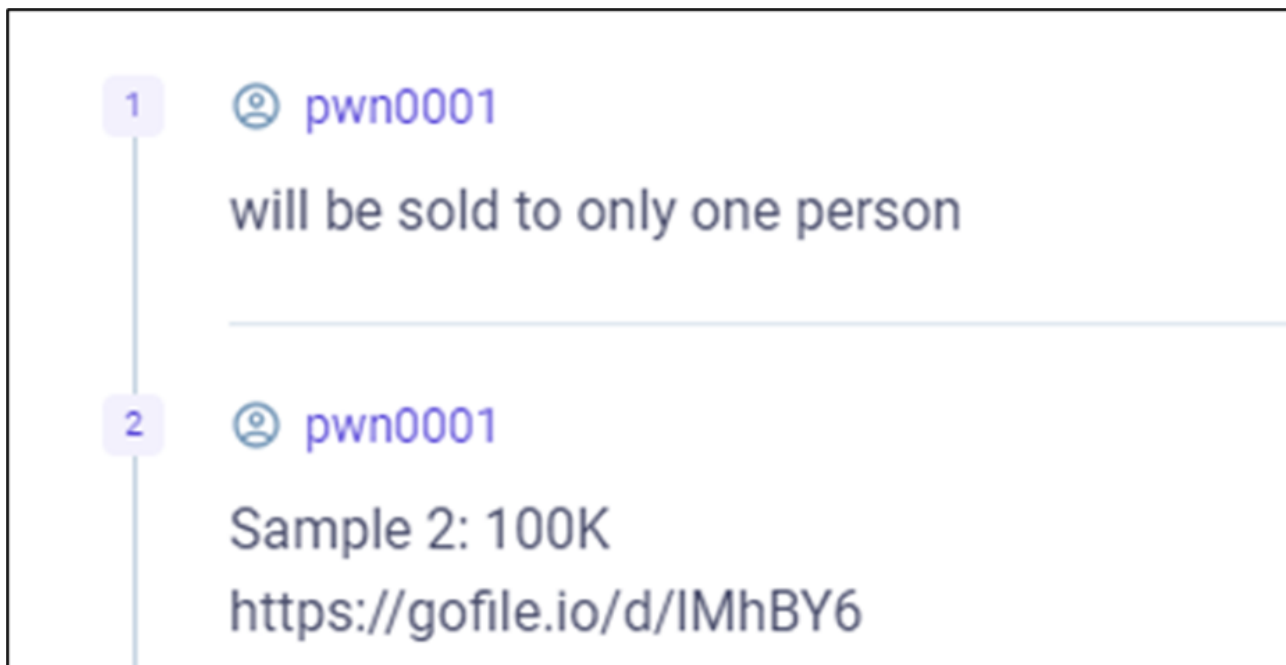 1
pwn0001
will be sold to only one person
2
pwn0001
Sample 2: 100K
https://gofile.io/d/lMhBY6